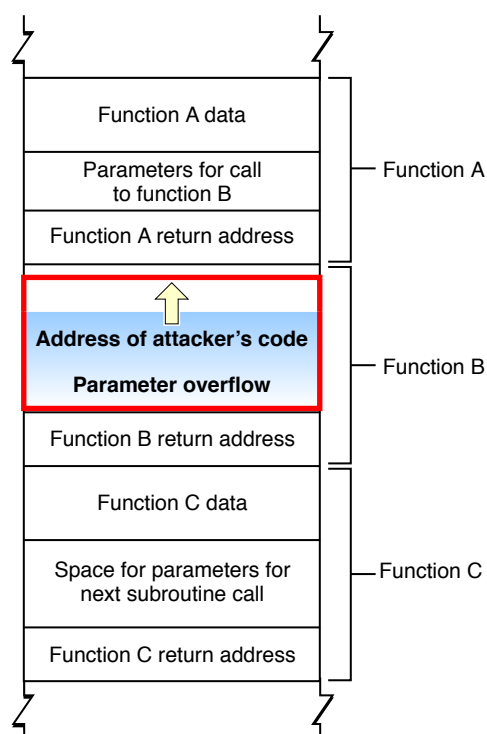 Function A data
Parameters for call
to function B
Function A return address
Function A
Address of attacker's code
Parameter overflow
Function B
Function B return address
Function C data
Space for parameters for
next subroutine call
Function C
Function C return address